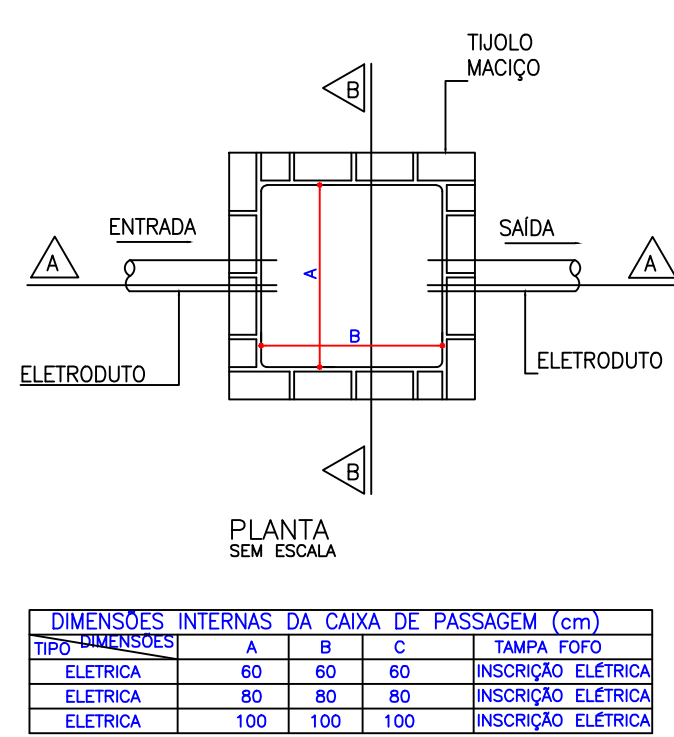 TIJOLO
MACIÇO
B
ENTRADA
SAÍDA
A
A
A
B
ELETRODUTO
ELETRODUTO
B
PLANTA
SEM ESCALA
DIMENSÕES INTERNAS DA CAIXA DE PASSAGEM (cm)
TIPO DIMENSÕES A B C TAMPA FOFO
ELETRICA 60 60 60 INSCRIÇÃO ELÉTRICA
ELETRICA 80 80 80 INSCRIÇÃO ELÉTRICA
ELETRICA 100 100 100 INSCRIÇÃO ELÉTRICA